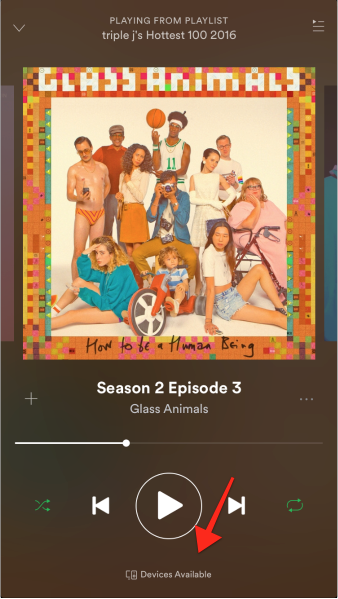 PLAYING FROM PLAYLIST
triple j's Hottest 100 2016
GLASS ANIMALS
11
How to be a Human Being
Season 2 Episode 3
Glass Animals
Devices Available